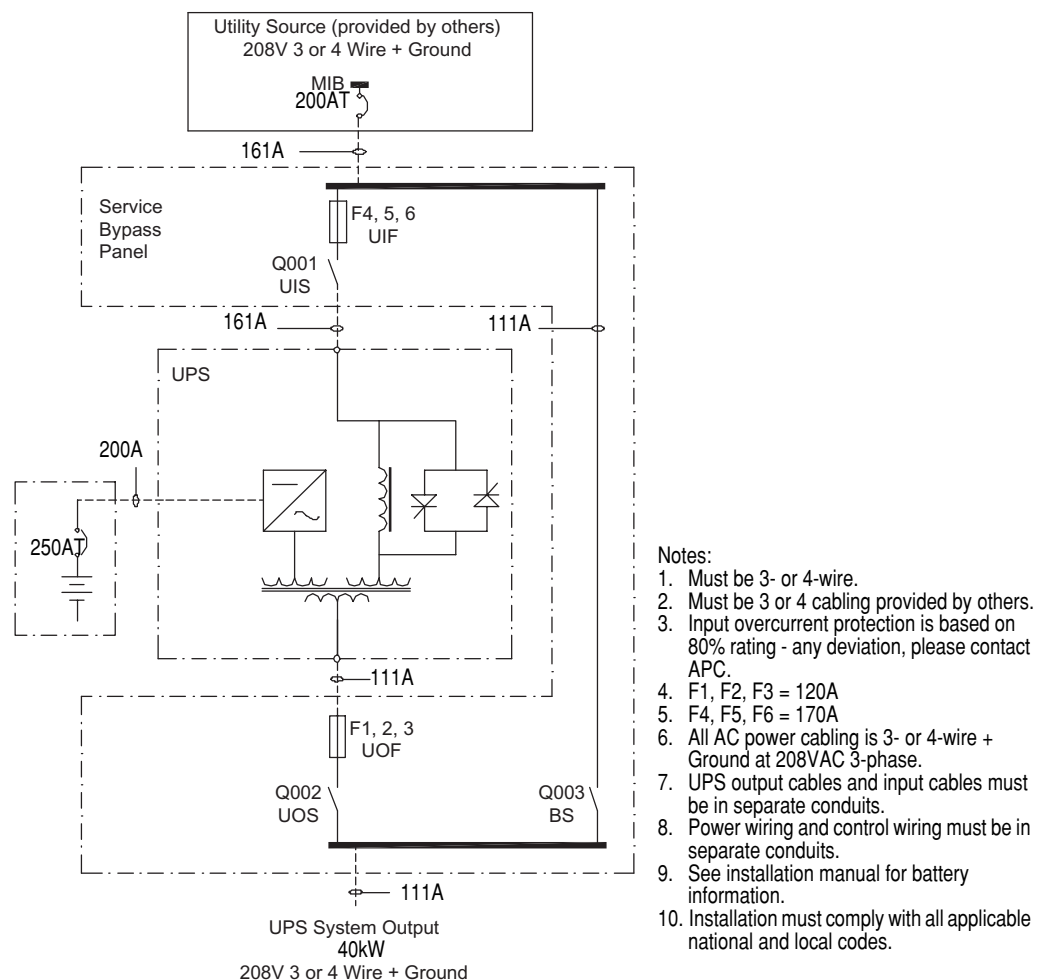 Utility Source (provided by others)
208V 3 or 4 Wire + Ground
MIB
200AT
161A
Service
Bypass
Panel
F4, 5, 6
UIF
Q001
UIS
161A
111A
UPS
200A
250AT
111A
F1, 2, 3
UOF
Q002
UOS
Q003
BS
111A
UPS System Output
40kW
208V 3 or 4 Wire + Ground
Notes:
1. Must be 3- or 4-wire.
2. Must be 3 or 4 cabling provided by others.
3. Input overcurrent protection is based on
80% rating - any deviation, please contact
APC.
4. F1, F2, F3 = 120A
5. F4, F5, F6 = 170A
6. All AC power cabling is 3- or 4-wire +
Ground at 208VAC 3-phase.
7. UPS output cables and input cables must
be in separate conduits.
8. Power wiring and control wiring must be in
separate conduits.
9. See installation manual for battery
information.
10. Installation must comply with all applicable
national and local codes.